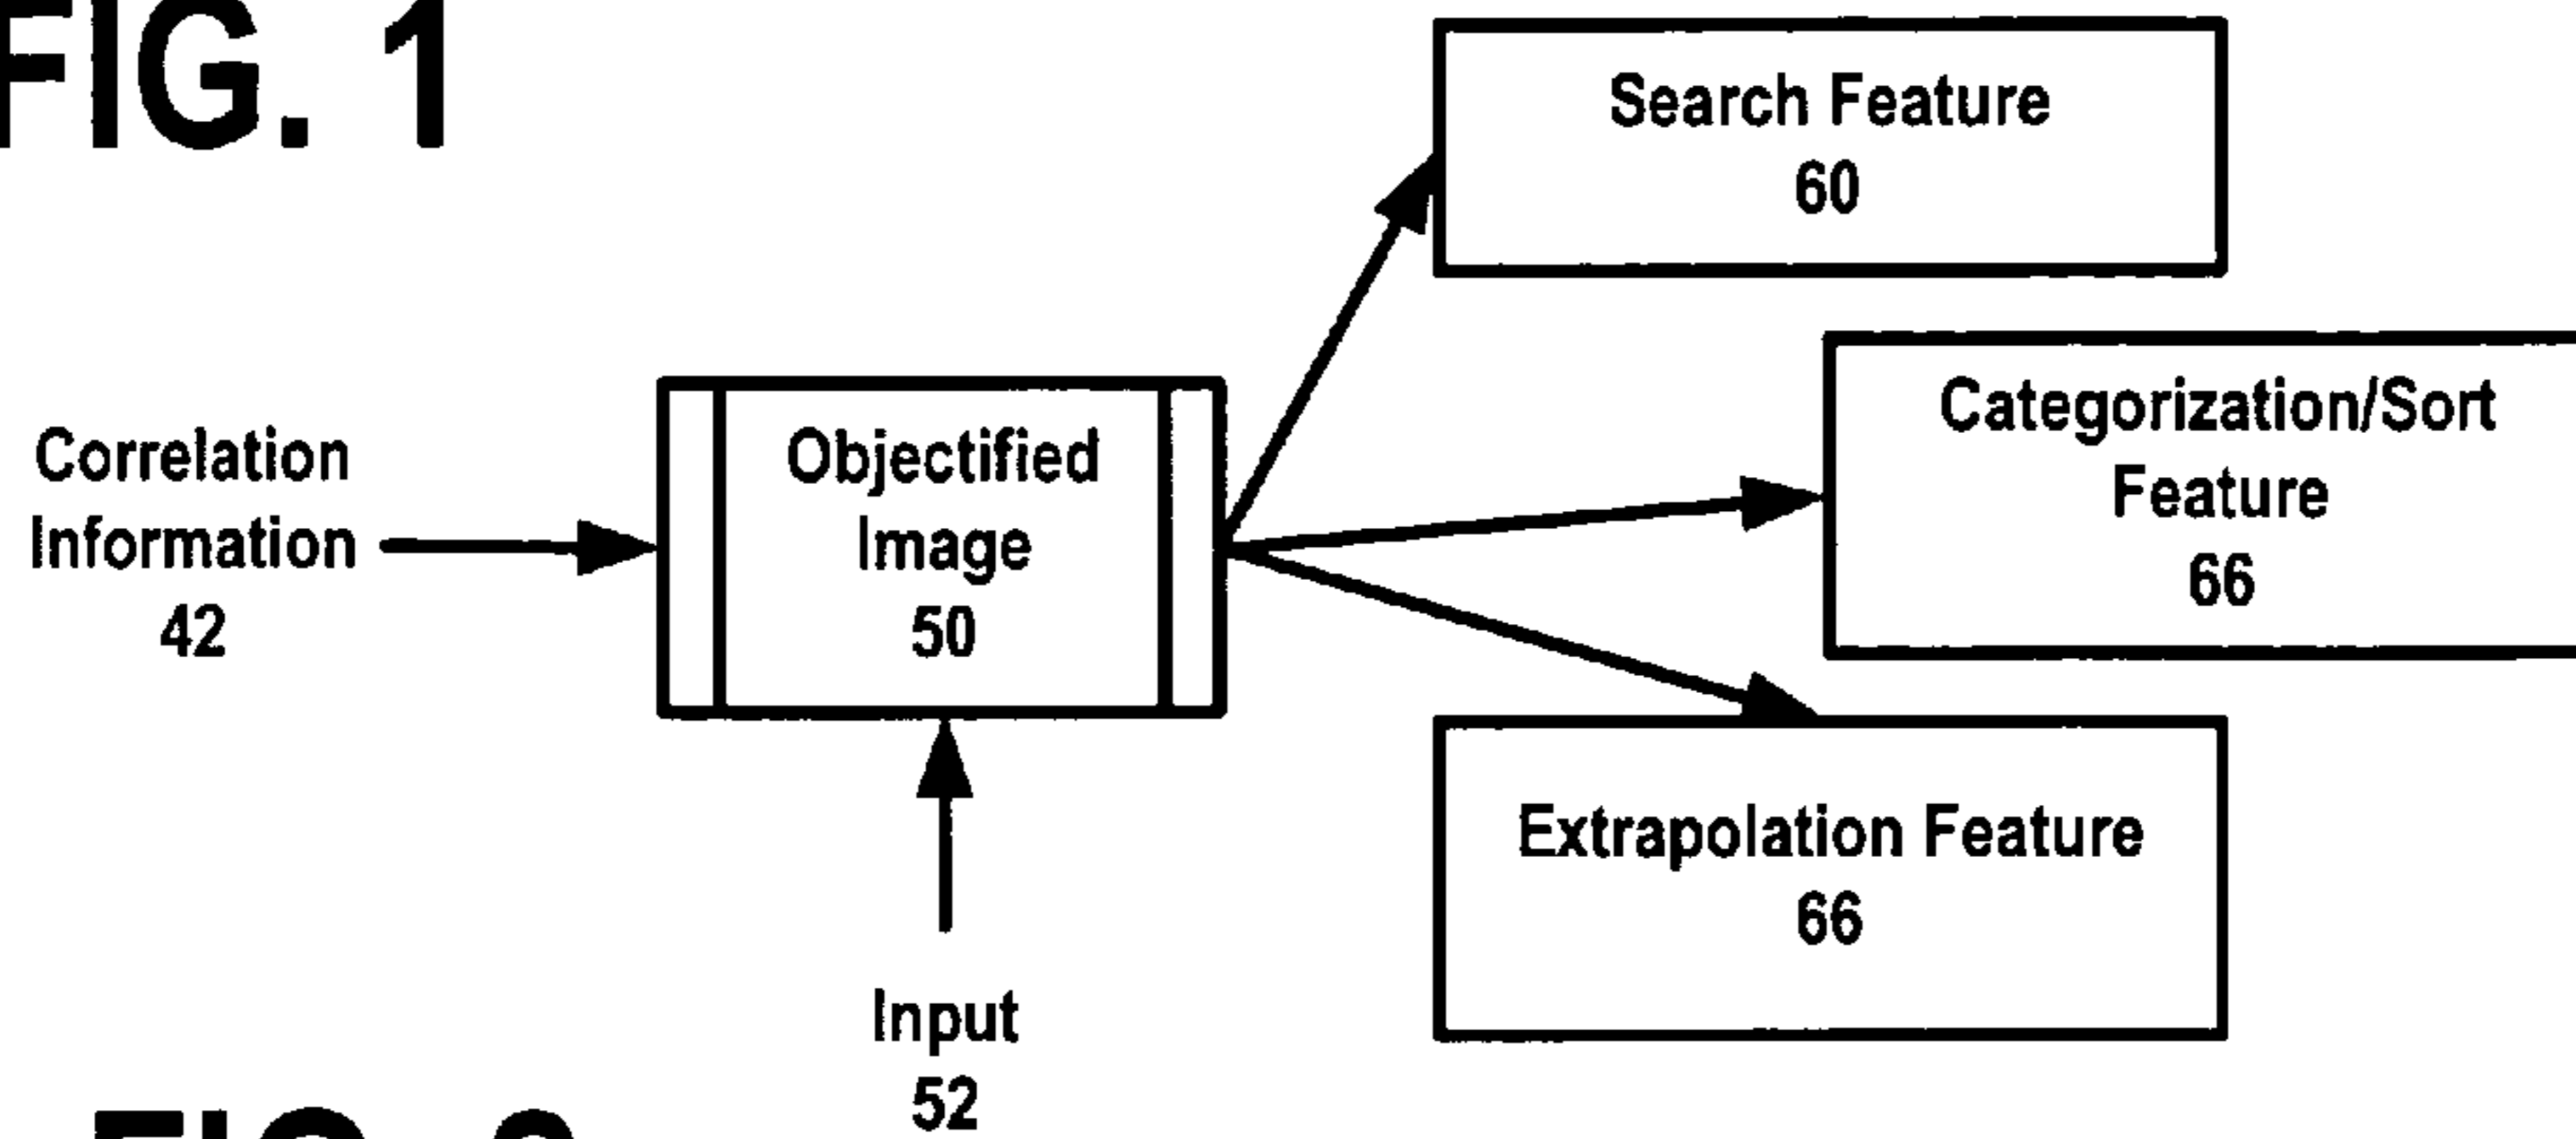 FIG. 1
Search Feature
60
Categorization/Sort
Feature
66
Correlation
Information
42
Objectified
Image
50
Extrapolation Feature
66
Input
52